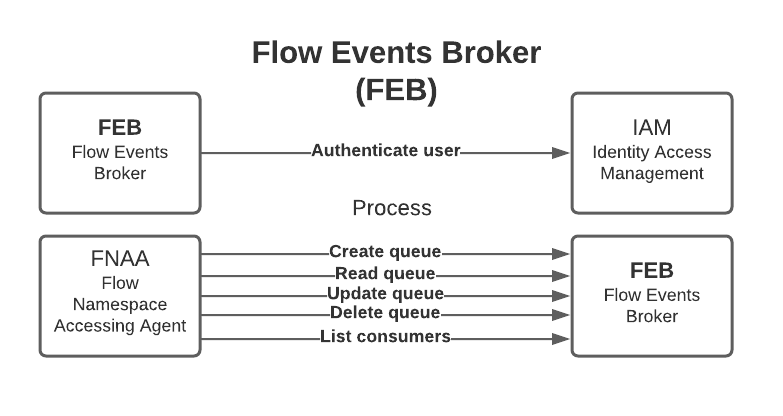 Flow Events Broker
(FEB)
FEB
Flow Events
Broker
Authenticate user
IAM
Identity Access
Management
Process
FNAA
Flow
Namespace
Accessing Agent
Create queue
Read queue
Update queue
Delete queue
List consumers
FEB
Flow Events
Broker